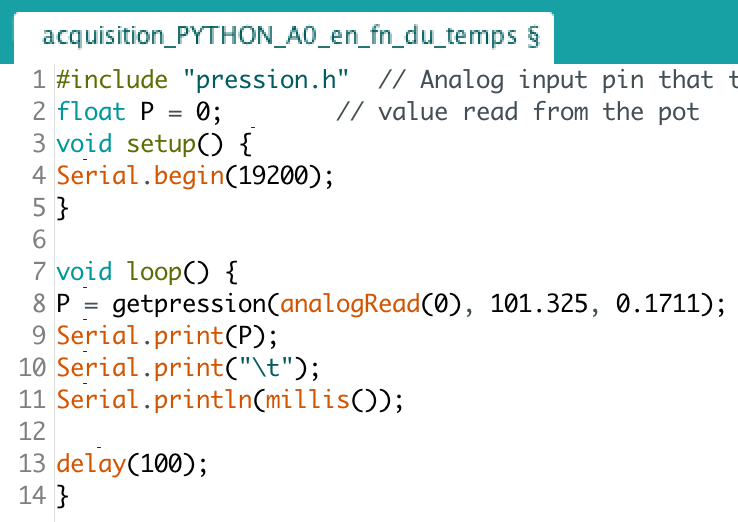 acquisition_PYTHON_A0_en_fn_du_temps §
1 #include "pression.h"  // Analog input pin that
2 float P = 0;        // value read from the pot
3 void setup() {
4 Serial.begin(19200);
5 }
6
7 void loop() {
8 P = getpression(analogRead(0), 101.325, 0.1711);
9 Serial.print(P);
10 Serial.print("\t");
11 Serial.println(millis());
12
13 delay(100);
14 }